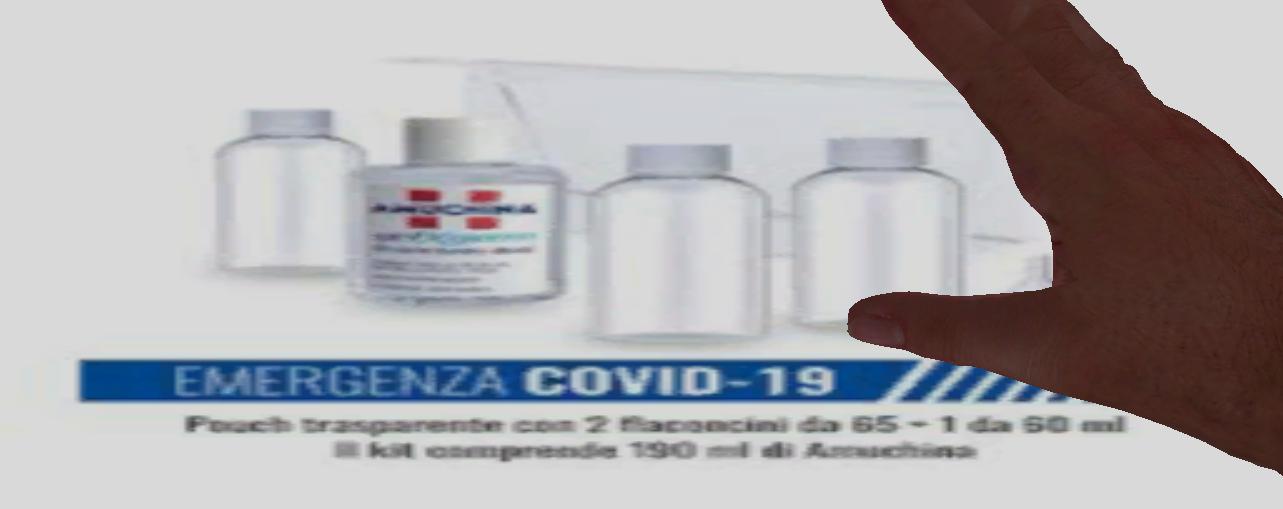 AMUCHINA
EMERGENZA COVID-19
Pouch trasparente con 2 flaconcini da 65 - 1 da 60 ml
Il kit comprende 190 ml di Amuchina